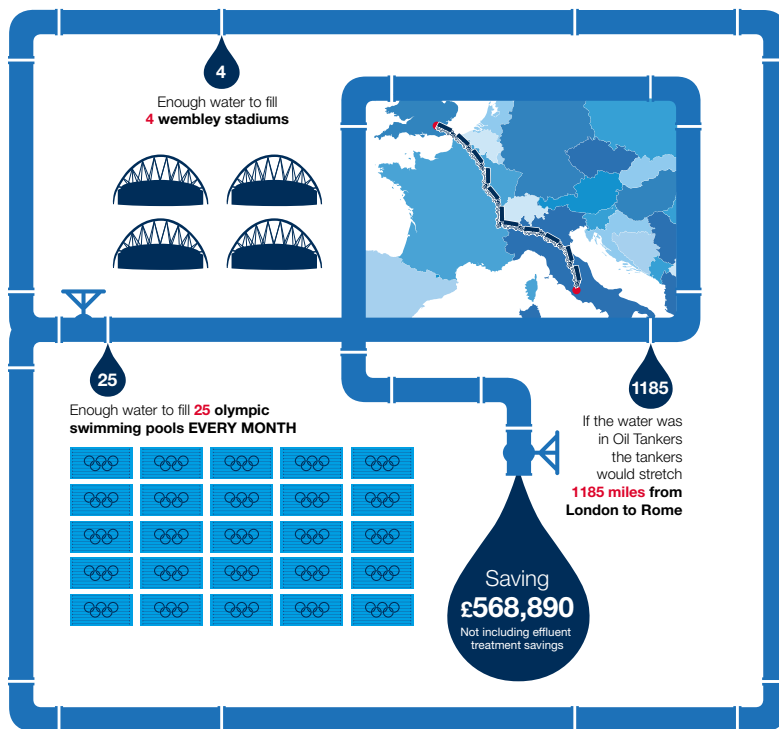 4
Enough water to fill
4 wembley stadiums
25
Enough water to fill 25 olympic
swimming pools EVERY MONTH
1185
If the water was
in Oil Tankers
the tankers
would stretch
1185 miles from
London to Rome
Saving
£568,890
Not including effluent
treatment savings